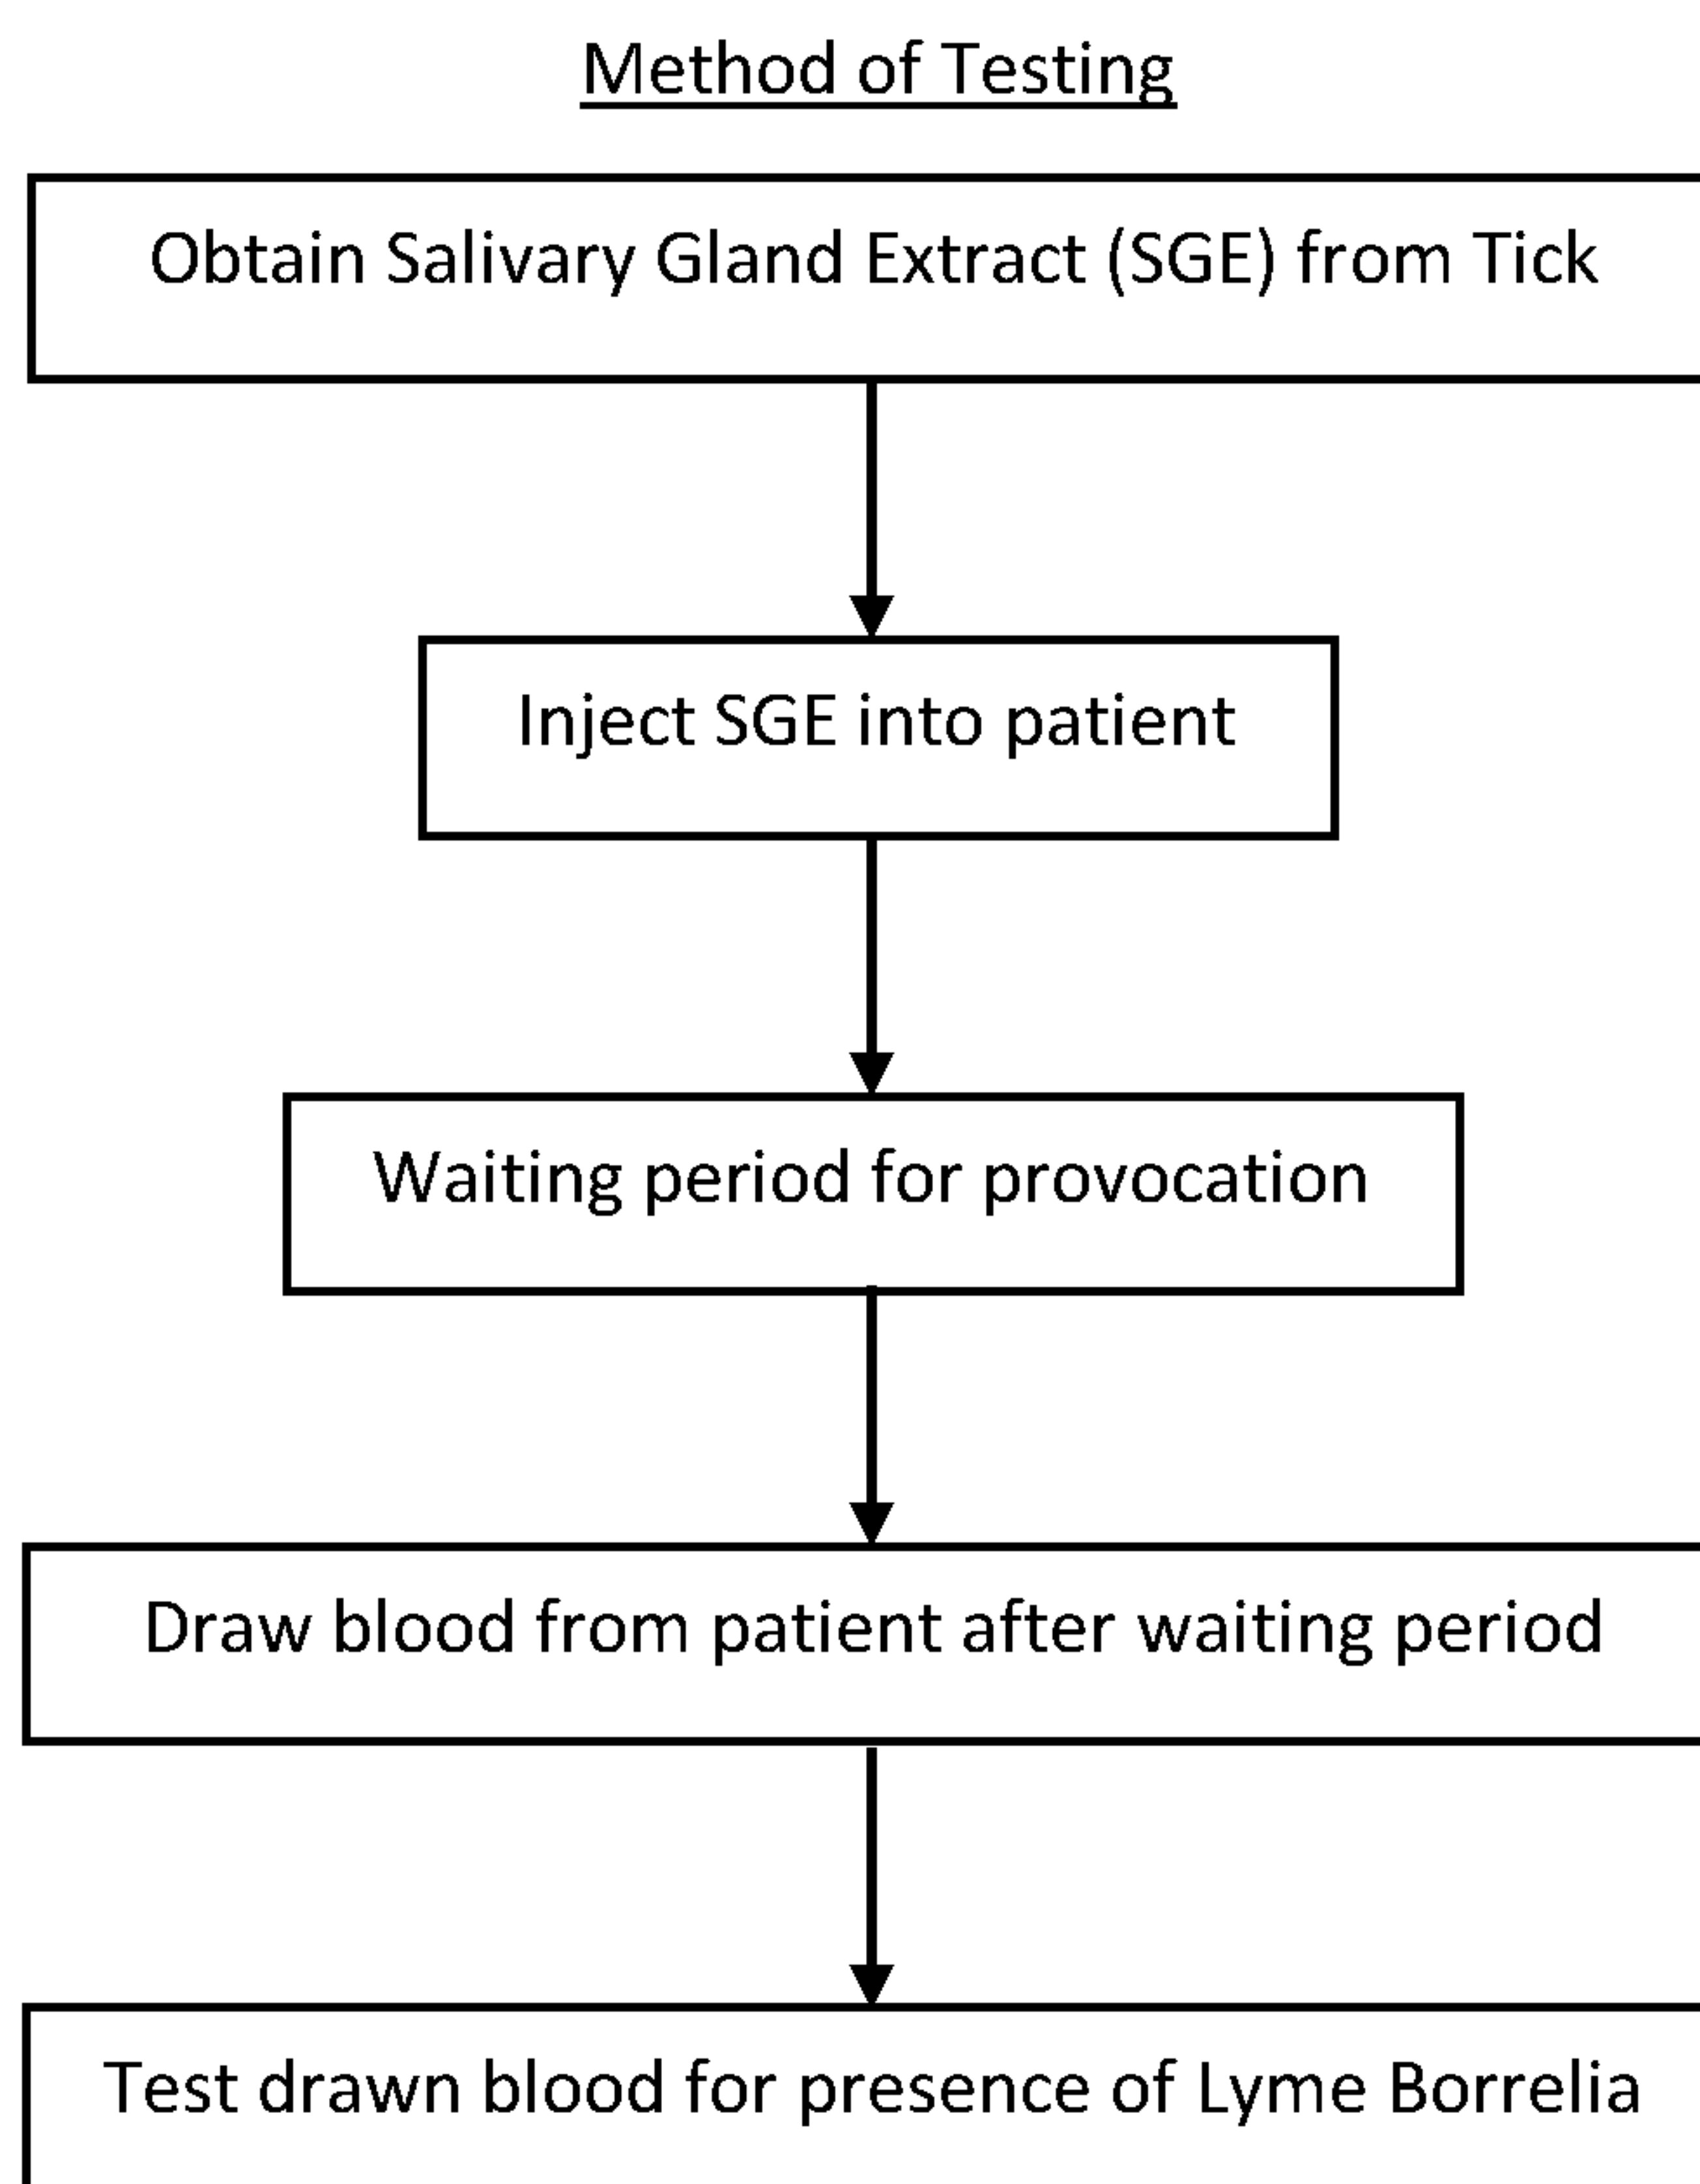 Method of Testing
Obtain Salivary Gland Extract (SGE) from Tick
Inject SGE into patient
Waiting period for provocation
Draw blood from patient after waiting period
Test drawn blood for presence of Lyme Borrelia